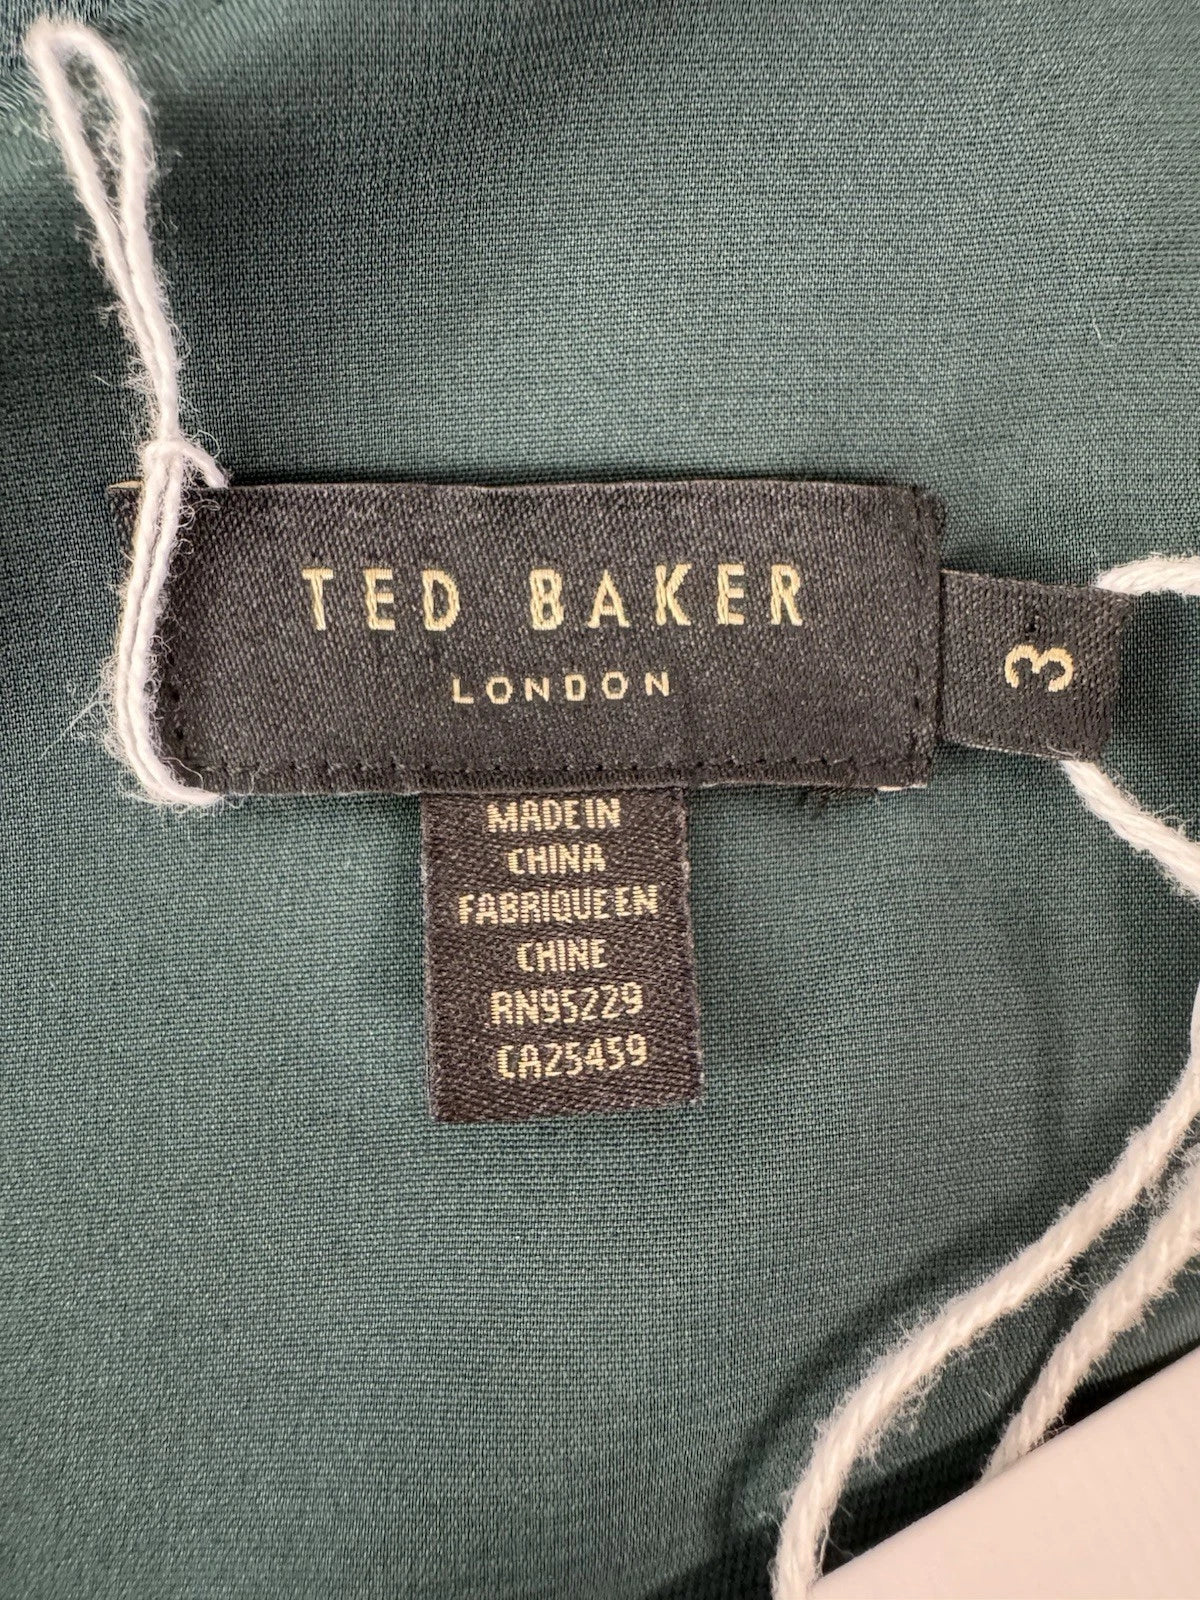 TED BAKER
LONDON
3
MADE IN
CHINA
FABRIQUE EN
CHINE
RN95229
CA25459